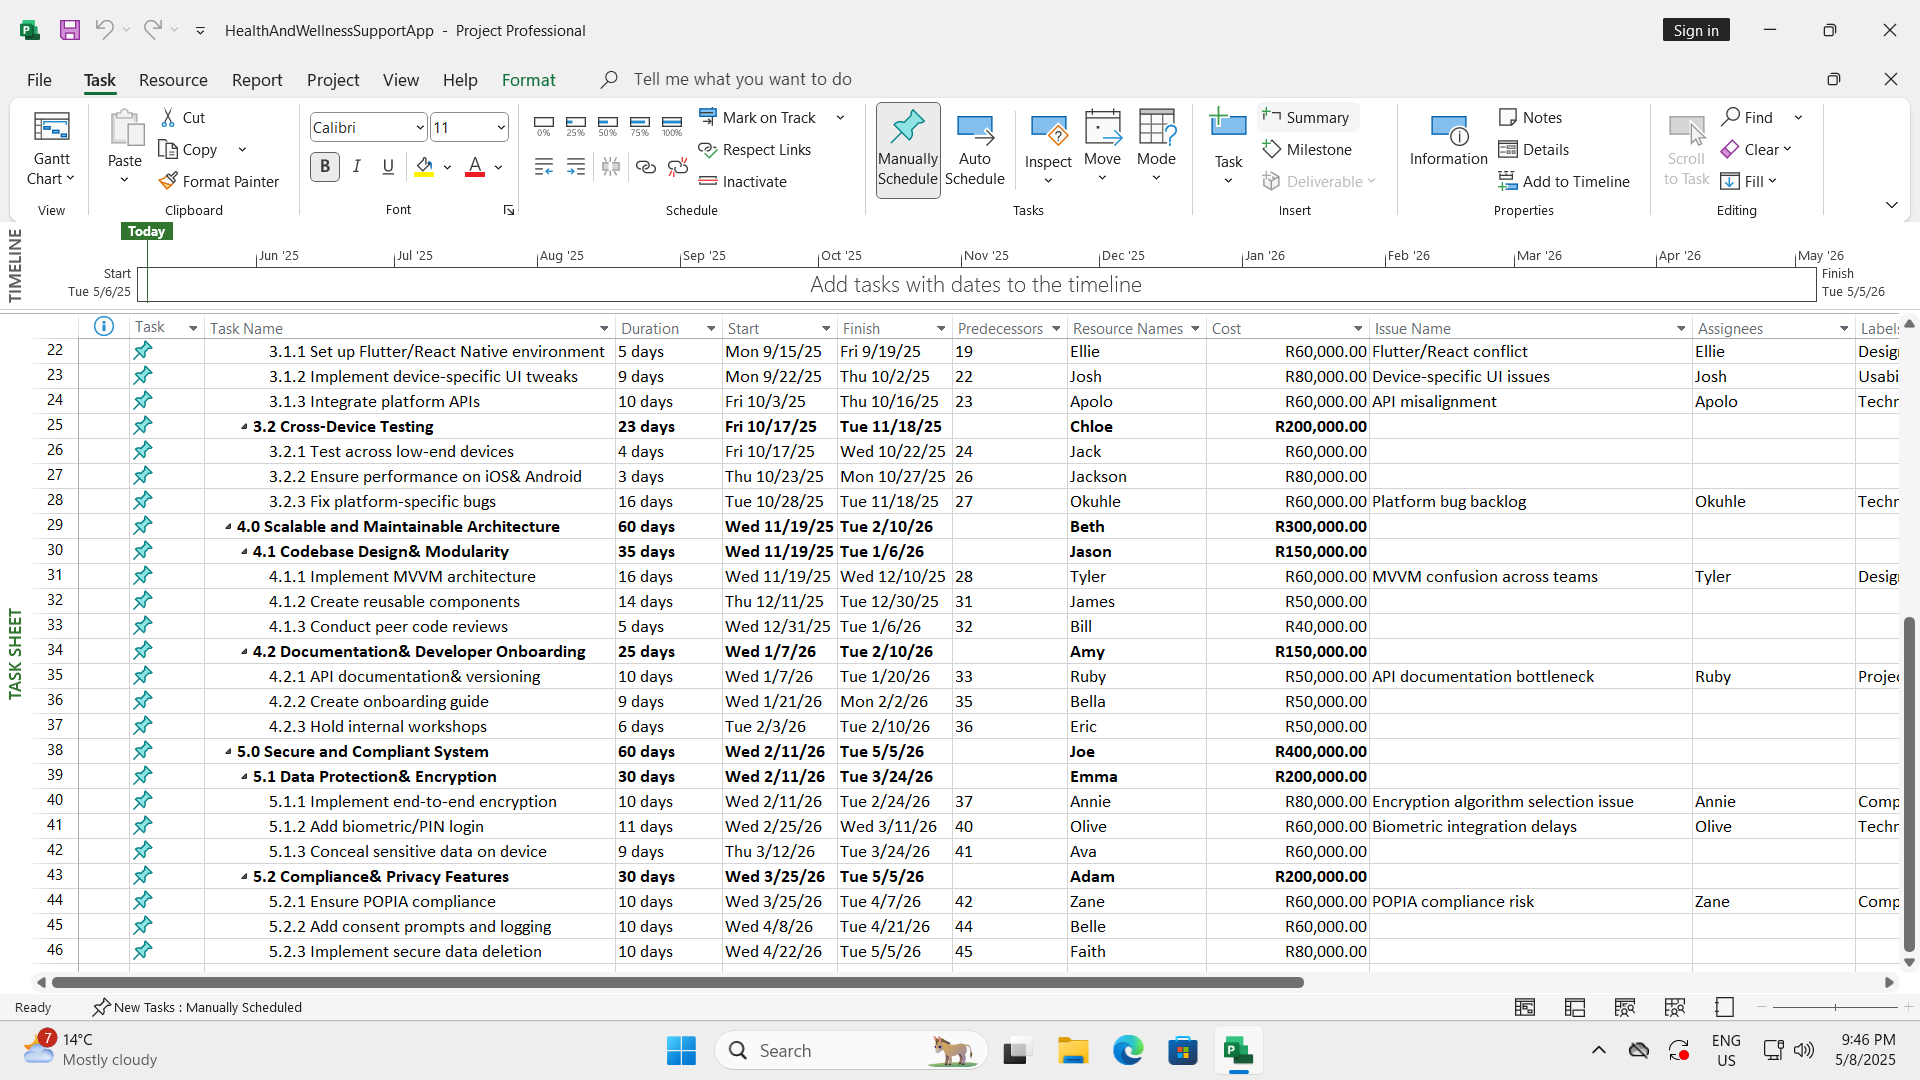 HealthAndWellnessSupportApp - Project Professional
Sign in
File Task Resource Report Project View Help Format Tell me what you want to do
Gantt Chart
View
Paste
Cut
Copy
Format Painter
Clipboard
Calibri 11
B I U A
Font
0% 25% 50% 75% 100%
Mark on Track
Respect Links
Inactivate
Schedule
Manually Schedule
Auto Schedule
Inspect
Move
Mode
Tasks
Task
Summary
Milestone
Deliverable
Insert
Information
Notes
Details
Add to Timeline
Properties
Scroll to Task
Find
Clear
Fill
Editing
TIMELINE
Today
Jun '25 Jul '25 Aug '25 Sep '25 Oct '25 Nov '25 Dec '25 Jan '26 Feb '26 Mar '26 Apr '26 May '26
Start
Tue 5/6/25
Add tasks with dates to the timeline
Finish
Tue 5/5/26
TASK SHEET
Task Task Name Duration Start Finish Predecessors Resource Names Cost Issue Name Assignees Labels
22 3.1.1 Set up Flutter/React Native environment 5 days Mon 9/15/25 Fri 9/19/25 19 Ellie R60,000.00 Flutter/React conflict Ellie Desig
23 3.1.2 Implement device-specific UI tweaks 9 days Mon 9/22/25 Thu 10/2/25 22 Josh R80,000.00 Device-specific UI issues Josh Usabi
24 3.1.3 Integrate platform APIs 10 days Fri 10/3/25 Thu 10/16/25 23 Apolo R60,000.00 API misalignment Apolo Techn
25 3.2 Cross-Device Testing 23 days Fri 10/17/25 Tue 11/18/25 Chloe R200,000.00
26 3.2.1 Test across low-end devices 4 days Fri 10/17/25 Wed 10/22/25 24 Jack R60,000.00
27 3.2.2 Ensure performance on iOS& Android 3 days Thu 10/23/25 Mon 10/27/25 26 Jackson R80,000.00
28 3.2.3 Fix platform-specific bugs 16 days Tue 10/28/25 Tue 11/18/25 27 Okuhle R60,000.00 Platform bug backlog Okuhle Techn
29 4.0 Scalable and Maintainable Architecture 60 days Wed 11/19/25 Tue 2/10/26 Beth R300,000.00
30 4.1 Codebase Design& Modularity 35 days Wed 11/19/25 Tue 1/6/26 Jason R150,000.00
31 4.1.1 Implement MVVM architecture 16 days Wed 11/19/25 Wed 12/10/25 28 Tyler R60,000.00 MVVM confusion across teams Tyler Desig
32 4.1.2 Create reusable components 14 days Thu 12/11/25 Tue 12/30/25 31 James R50,000.00
33 4.1.3 Conduct peer code reviews 5 days Wed 12/31/25 Tue 1/6/26 32 Bill R40,000.00
34 4.2 Documentation& Developer Onboarding 25 days Wed 1/7/26 Tue 2/10/26 Amy R150,000.00
35 4.2.1 API documentation& versioning 10 days Wed 1/7/26 Tue 1/20/26 33 Ruby R50,000.00 API documentation bottleneck Ruby Projec
36 4.2.2 Create onboarding guide 9 days Wed 1/21/26 Mon 2/2/26 35 Bella R50,000.00
37 4.2.3 Hold internal workshops 6 days Tue 2/3/26 Tue 2/10/26 36 Eric R50,000.00
38 5.0 Secure and Compliant System 60 days Wed 2/11/26 Tue 5/5/26 Joe R400,000.00
39 5.1 Data Protection& Encryption 30 days Wed 2/11/26 Tue 3/24/26 Emma R200,000.00
40 5.1.1 Implement end-to-end encryption 10 days Wed 2/11/26 Tue 2/24/26 37 Annie R80,000.00 Encryption algorithm selection issue Annie Comp
41 5.1.2 Add biometric/PIN login 11 days Wed 2/25/26 Wed 3/11/26 40 Olive R60,000.00 Biometric integration delays Olive Techn
42 5.1.3 Conceal sensitive data on device 9 days Thu 3/12/26 Tue 3/24/26 41 Ava R60,000.00
43 5.2 Compliance& Privacy Features 30 days Wed 3/25/26 Tue 5/5/26 Adam R200,000.00
44 5.2.1 Ensure POPIA compliance 10 days Wed 3/25/26 Tue 4/7/26 42 Zane R60,000.00 POPIA compliance risk Zane Comp
45 5.2.2 Add consent prompts and logging 10 days Wed 4/8/26 Tue 4/21/26 44 Belle R60,000.00
46 5.2.3 Implement secure data deletion 10 days Wed 4/22/26 Tue 5/5/26 45 Faith R80,000.00
Ready New Tasks : Manually Scheduled
7 14°C
Mostly cloudy
Search
ENG
US
9:46 PM
5/8/2025